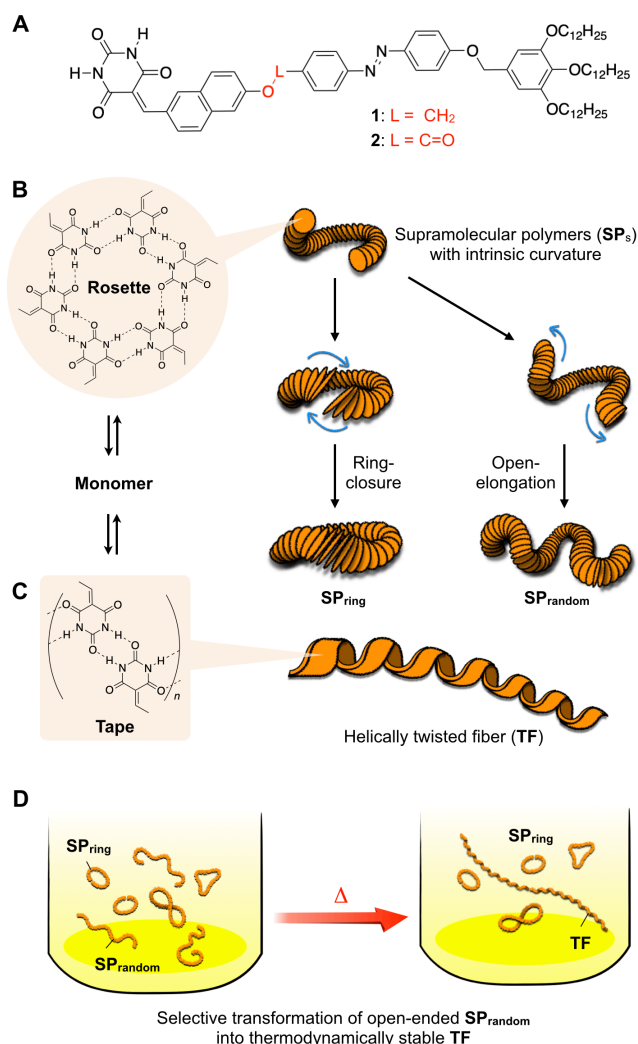 A
O H
N
H N O
O
O L
N
N
O
OC12H25
OC12H25
OC12H25
1: L = CH2
2: L = C=O
B
O O
N H O N O
O N H N O
H O H
O H O N O
H H N
N O H
O N N
N H O
O H O
O N H N O
O N H O N O
Rosette
Supramolecular polymers (SPs)
with intrinsic curvature
Monomer
Ring-
closure
Open-
elongation
SPring
SPrandom
C
O O
H N N H
O O
H N N H
O O n
Tape
Helically twisted fiber (TF)
D
SPring
SPrandom
Δ
SPring
TF
Selective transformation of open-ended SPrandom
into thermodynamically stable TF